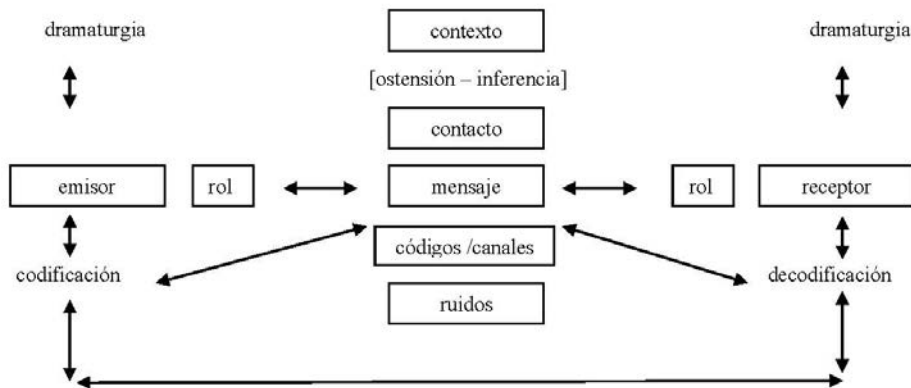 dramaturgia
contexto
dramaturgia
[ostensión – inferencia]
contacto
emisor
rol
mensaje
rol
receptor
códigos /canales
codificación
decodificación
ruidos